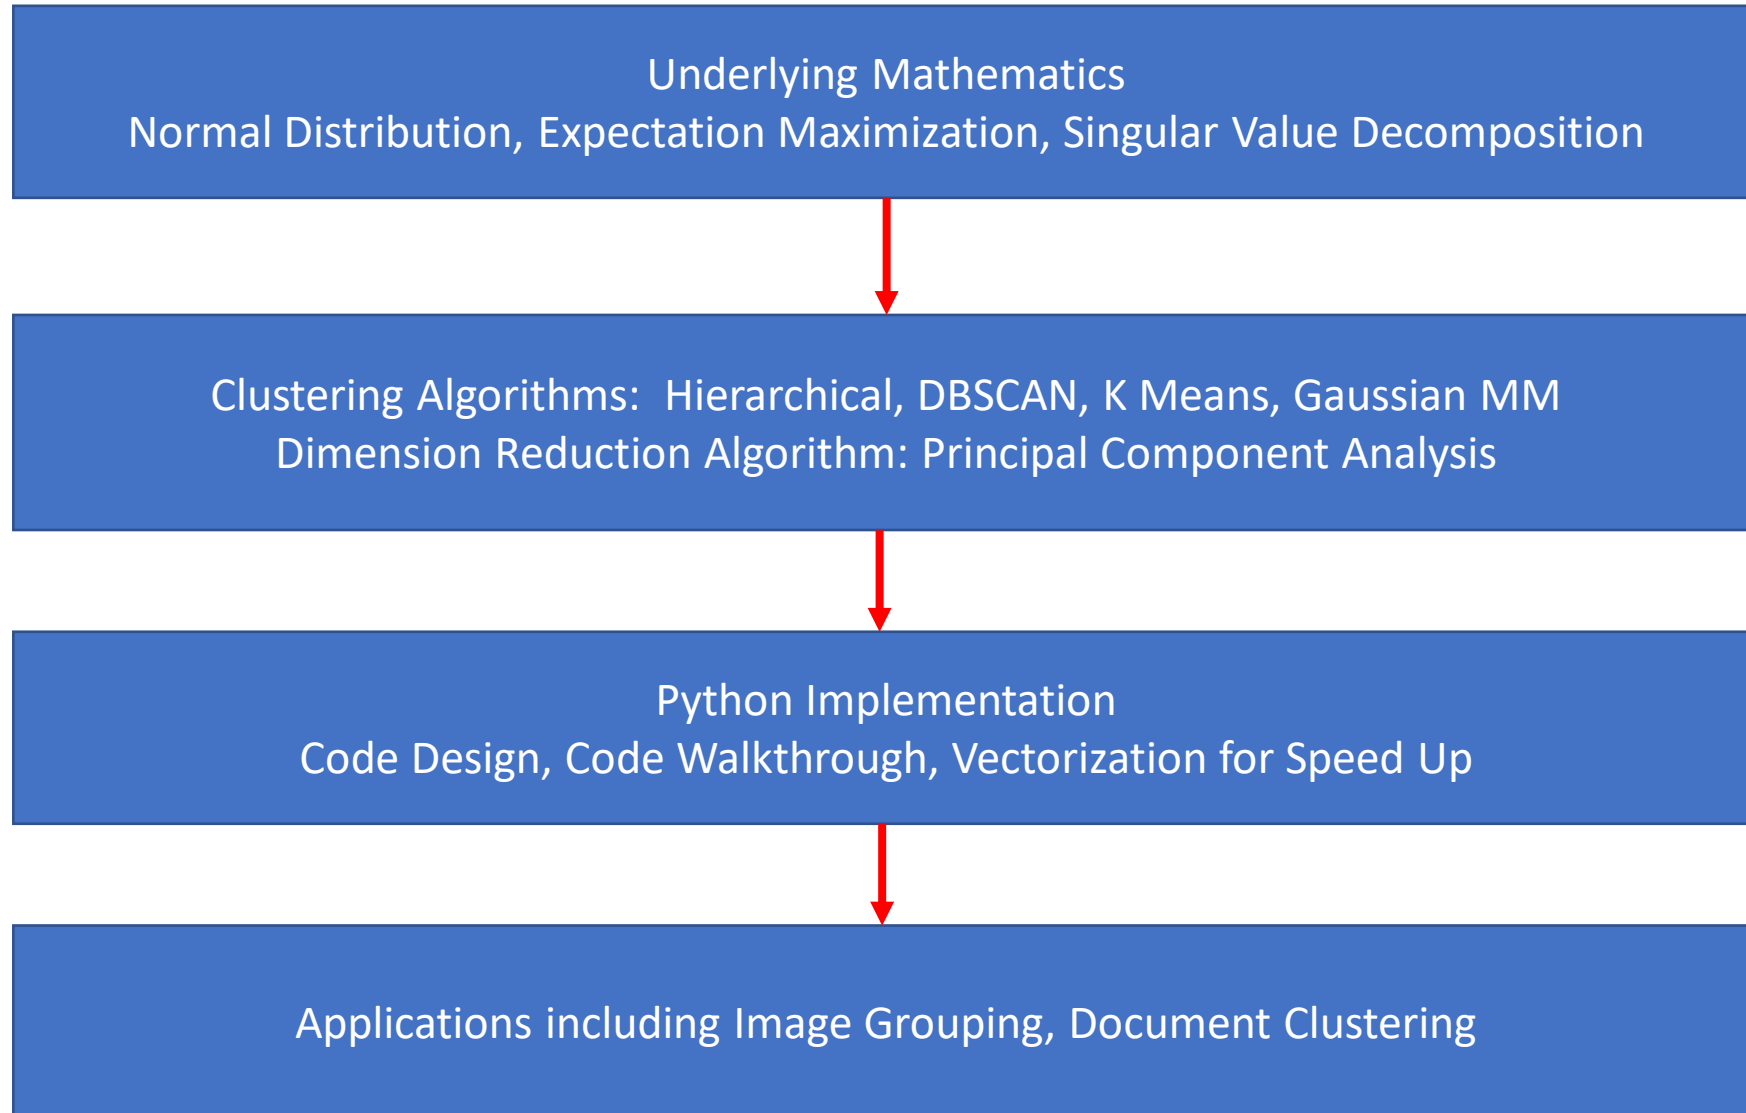 Underlying Mathematics
Normal Distribution, Expectation Maximization, Singular Value Decomposition
Clustering Algorithms:  Hierarchical, DBSCAN, K Means, Gaussian MM
Dimension Reduction Algorithm: Principal Component Analysis
Python Implementation
Code Design, Code Walkthrough, Vectorization for Speed Up
Applications including Image Grouping, Document Clustering